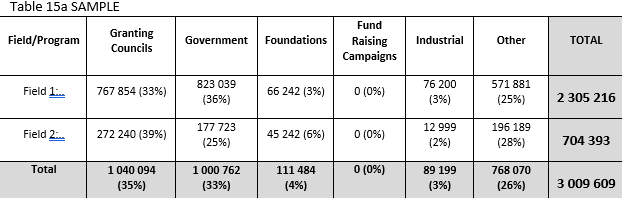 Table 15a SAMPLE
Field/Program Granting Councils Government Foundations Fund Raising Campaigns Industrial Other TOTAL
Field 1:... 767 854 (33%) 823 039 (36%) 66 242 (3%) 0 (0%) 76 200 (3%) 571 881 (25%) 2 305 216
Field 2:... 272 240 (39%) 177 723 (25%) 45 242 (6%) 0 (0%) 12 999 (2%) 196 189 (28%) 704 393
Total 1 040 094 (35%) 1 000 762 (33%) 111 484 (4%) 0 (0%) 89 199 (3%) 768 070 (26%) 3 009 609